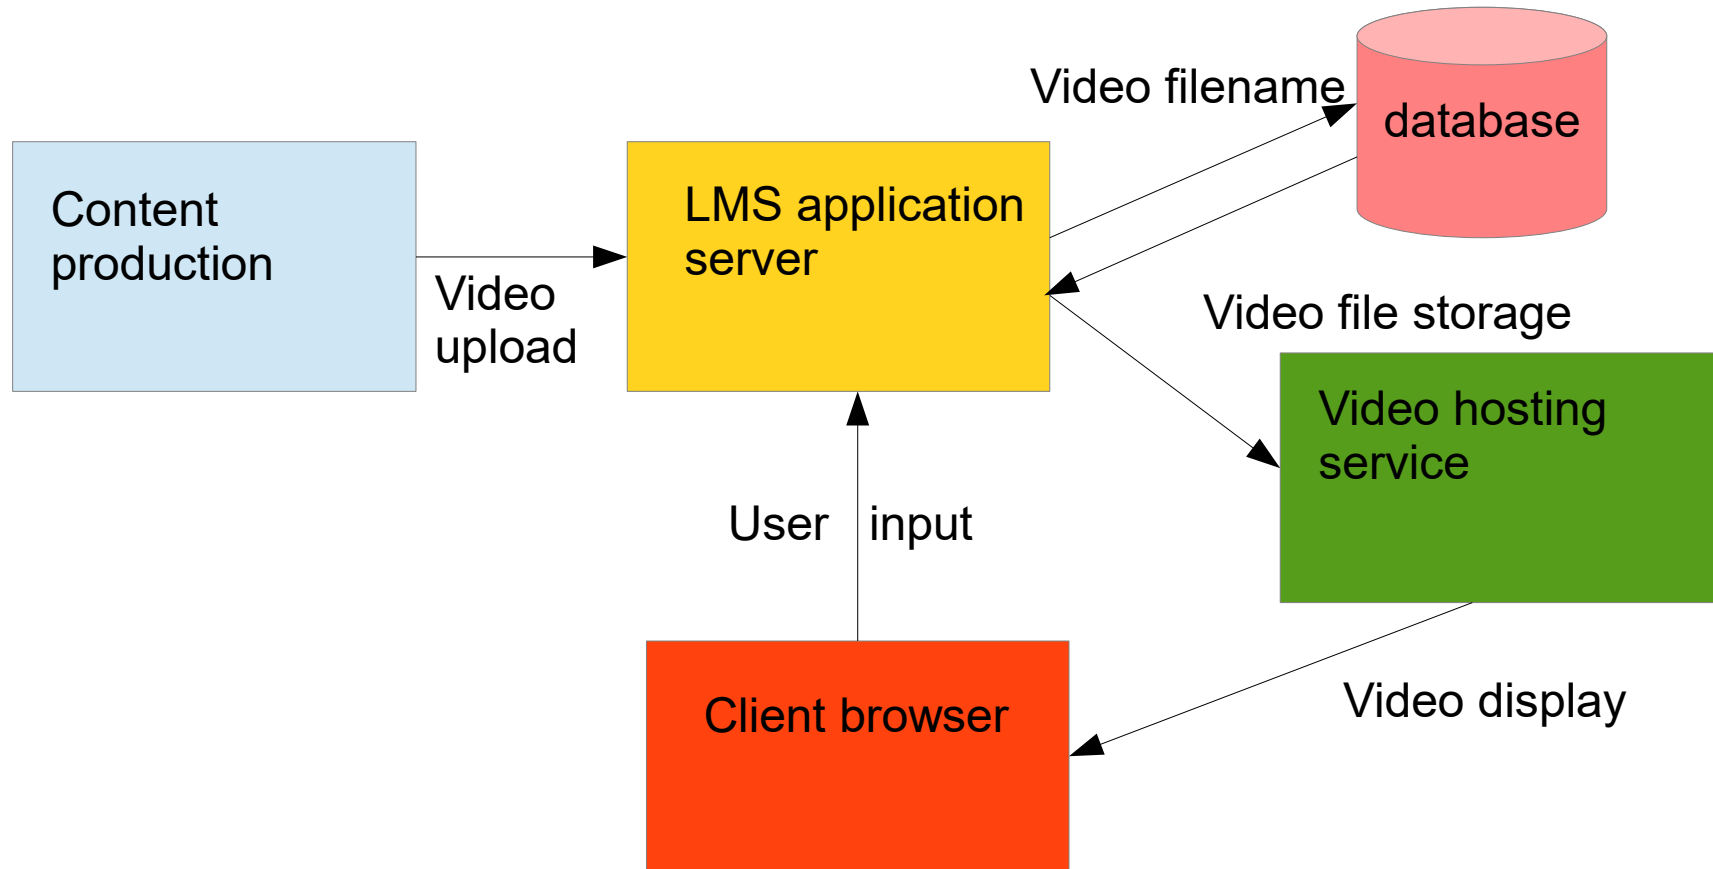 Content
production
Video
upload
LMS application
server
Video filename
database
Video file storage
Video hosting
service
User input
Client browser
Video display